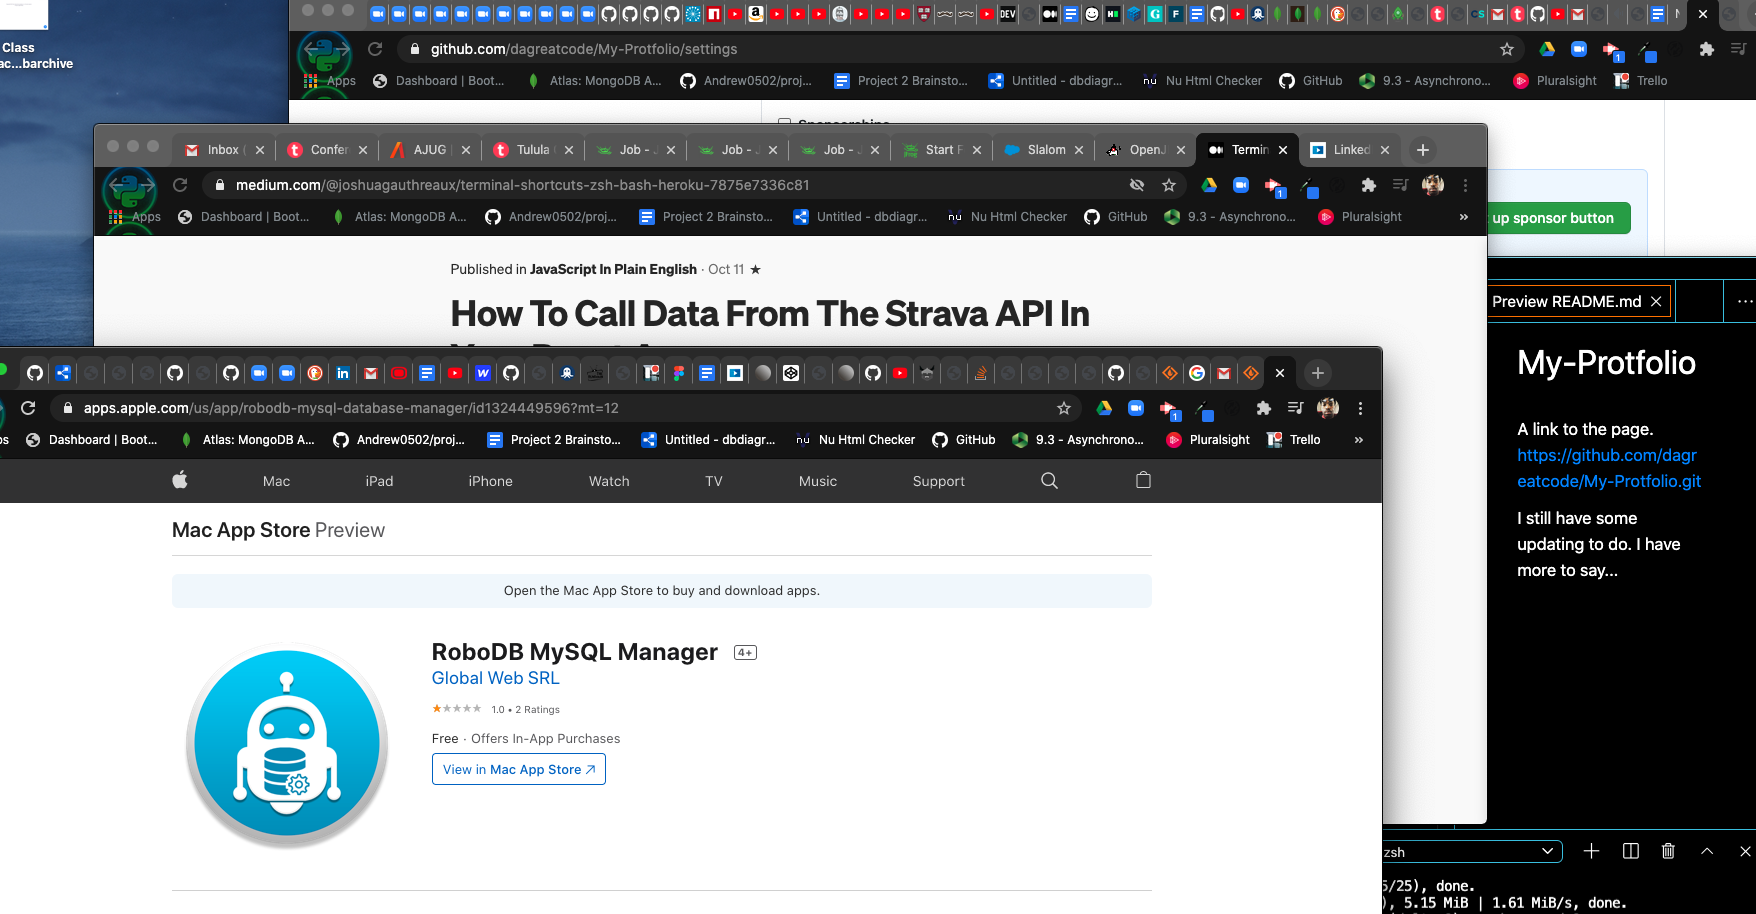 Class
ac...barchive
DEV
github.com/dagreatcode/My-Protfolio/settings
Apps
Dashboard | Boot...
Atlas: MongoDB A...
Andrew0502/proj...
Project 2 Brainsto...
Untitled - dbdiagr...
Nu Html Checker
GitHub
9.3 - Asynchrono...
Pluralsight
Trello
Sponsorships
up sponsor button
Inbox (
Confer
AJUG |
Tulula
Job -
Job -
Job -
Start F
Slalom
OpenJ
Termin
Linked
medium.com/@joshuagauthreaux/terminal-shortcuts-zsh-bash-heroku-7875e7336c81
Apps
Dashboard | Boot...
Atlas: MongoDB A...
Andrew0502/proj...
Project 2 Brainsto...
Untitled - dbdiagr...
Nu Html Checker
GitHub
9.3 - Asynchrono...
Pluralsight
»
Published in JavaScript In Plain English · Oct 11 ★
How To Call Data From The Strava API In
Preview README.md
My-Protfolio
A link to the page.
https://github.com/dagr
eatcode/My-Protfolio.git
I still have some
updating to do. I have
more to say...
apps.apple.com/us/app/robodb-mysql-database-manager/id1324449596?mt=12
ps
Dashboard | Boot...
Atlas: MongoDB A...
Andrew0502/proj...
Project 2 Brainsto...
Untitled - dbdiagr...
Nu Html Checker
GitHub
9.3 - Asynchrono...
Pluralsight
Trello
»
Mac
iPad
iPhone
Watch
TV
Music
Support
Mac App Store Preview
Open the Mac App Store to buy and download apps.
RoboDB MySQL Manager 4+
Global Web SRL
1.0 • 2 Ratings
Free · Offers In-App Purchases
View in Mac App Store ↗
zsh
5/25), done.
), 5.15 MiB | 1.61 MiB/s, done.